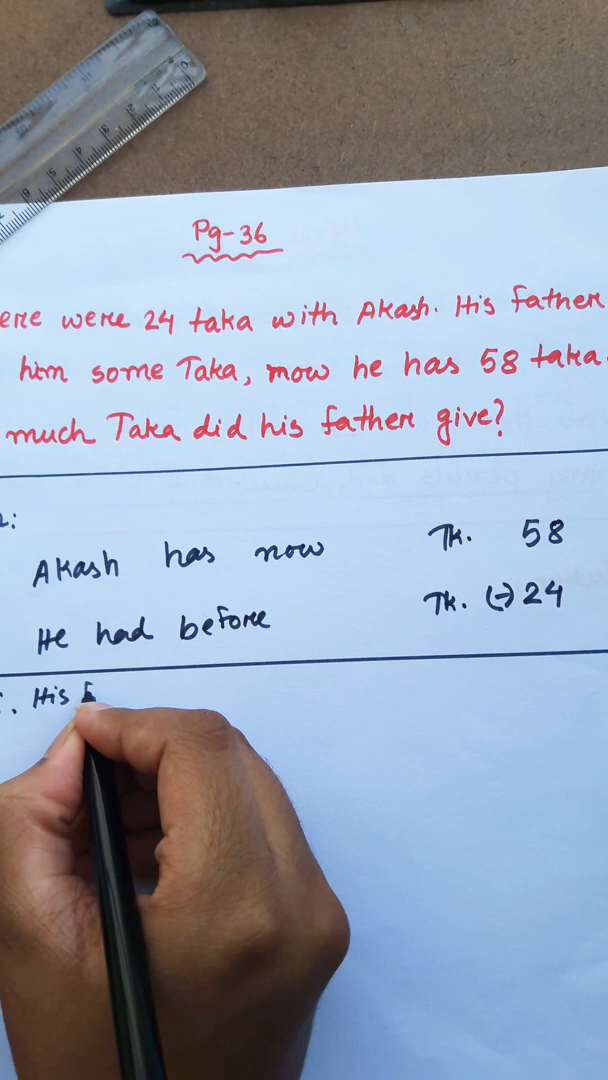 Pg-36
ere were 24 taka with Akash. His father
him some Taka, now he has 58 taka.
much Taka did his father give?
Akash has now Tk. 58
He had before Tk. (-) 24
His